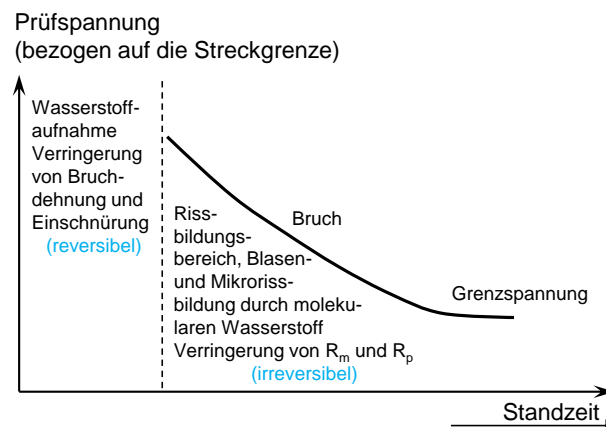 Prüfspannung
(bezogen auf die Streckgrenze)
Wasserstoff-
aufnahme
Verringerung
von Bruch-
dehnung und
Einschnürung
(reversibel)
Riss-
bildungs-
bereich, Blasen-
und Mikroriss-
bildung durch moleku-
laren Wasserstoff
Verringerung von Rm und Rp
(irreversibel)
Bruch
Grenzspannung
Standzeit